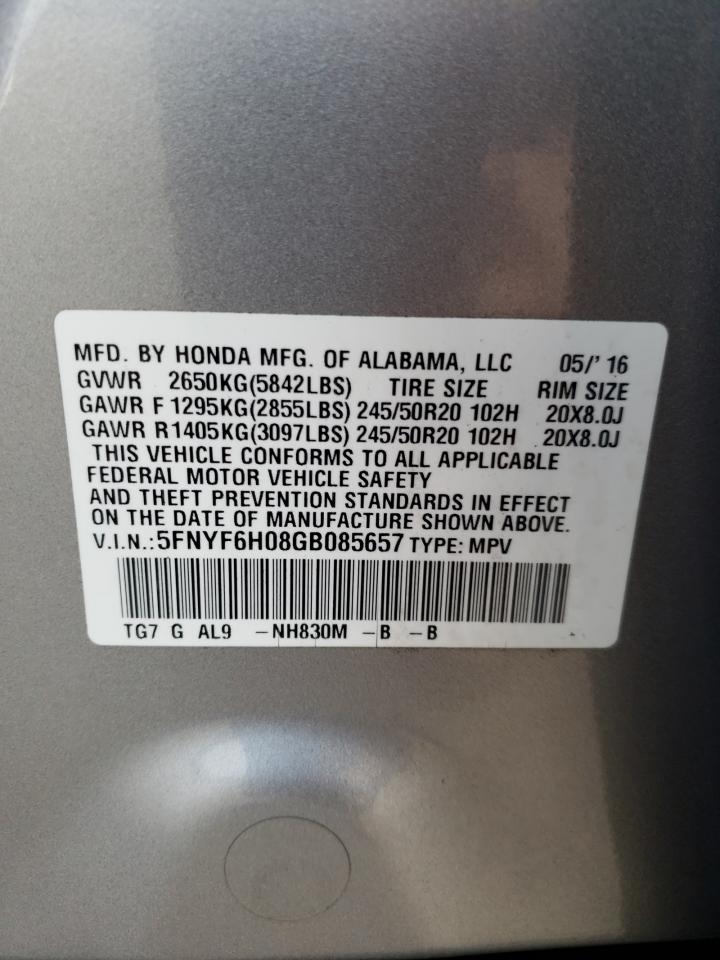 MFD. BY HONDA MFG. OF ALABAMA, LLC 05/' 16
GVWR 2650KG(5842LBS) TIRE SIZE RIM SIZE
GAWR F 1295KG(2855LBS) 245/50R20 102H 20X8.0J
GAWR R1405KG(3097LBS) 245/50R20 102H 20X8.0J
THIS VEHICLE CONFORMS TO ALL APPLICABLE
FEDERAL MOTOR VEHICLE SAFETY
AND THEFT PREVENTION STANDARDS IN EFFECT
ON THE DATE OF MANUFACTURE SHOWN ABOVE.
V.I.N.: 5FNYF6H08GB085657 TYPE: MPV
TG7 G AL9 –NH830M –B –B